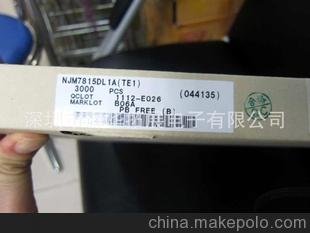 NJM7815DL1A(TE1)
3000 PCS (044135)
QCLOT 1112-E026
MARKLOT B06A
PB FREE (B)
深圳
电子有限公司
china.makepolo.com